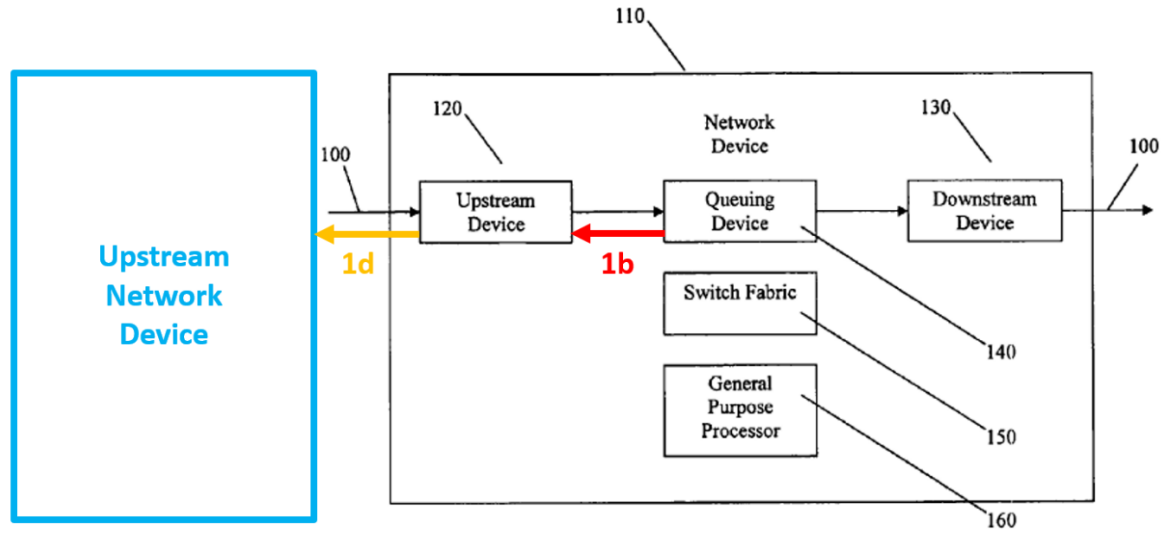 110
120
130
Network
Device
100
100
Upstream
Device
Queuing
Device
Downstream
Device
1d
1b
Upstream
Network
Device
Switch Fabric
140
General
Purpose
Processor
150
160